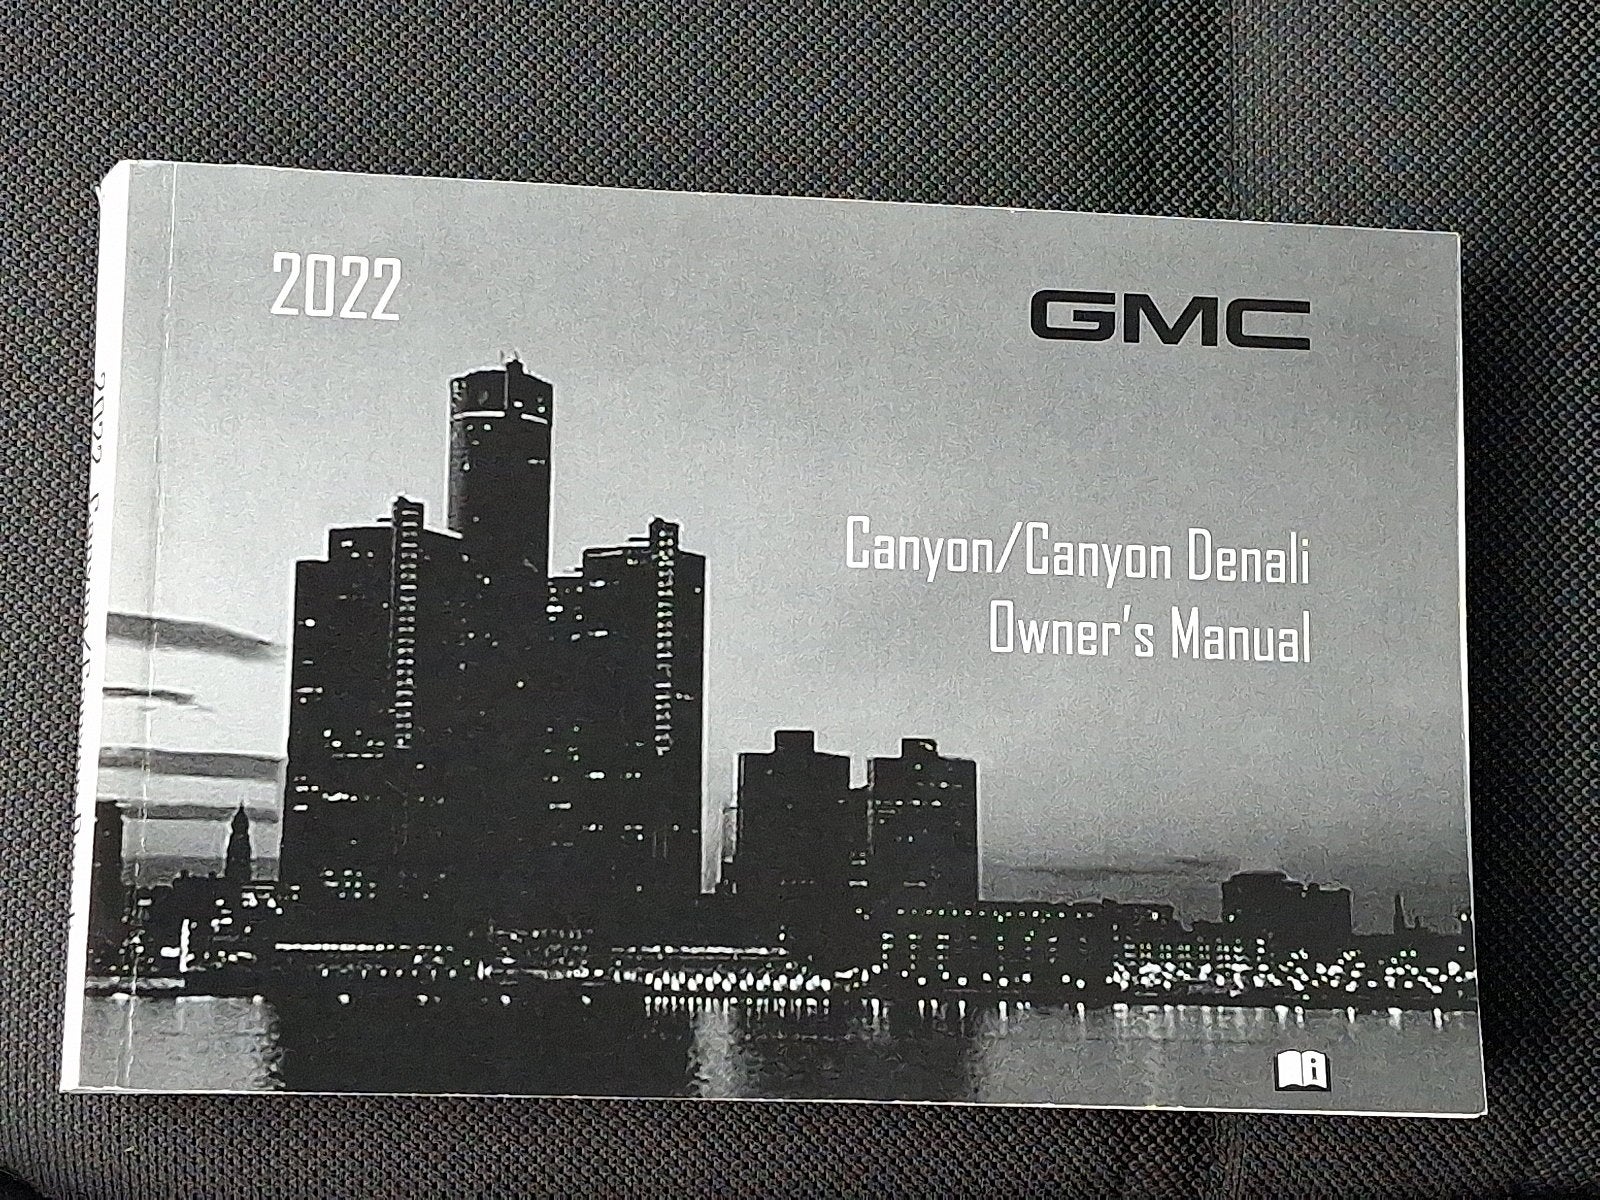 2022
GMC
Canyon/Canyon Denali
Owner's Manual
i